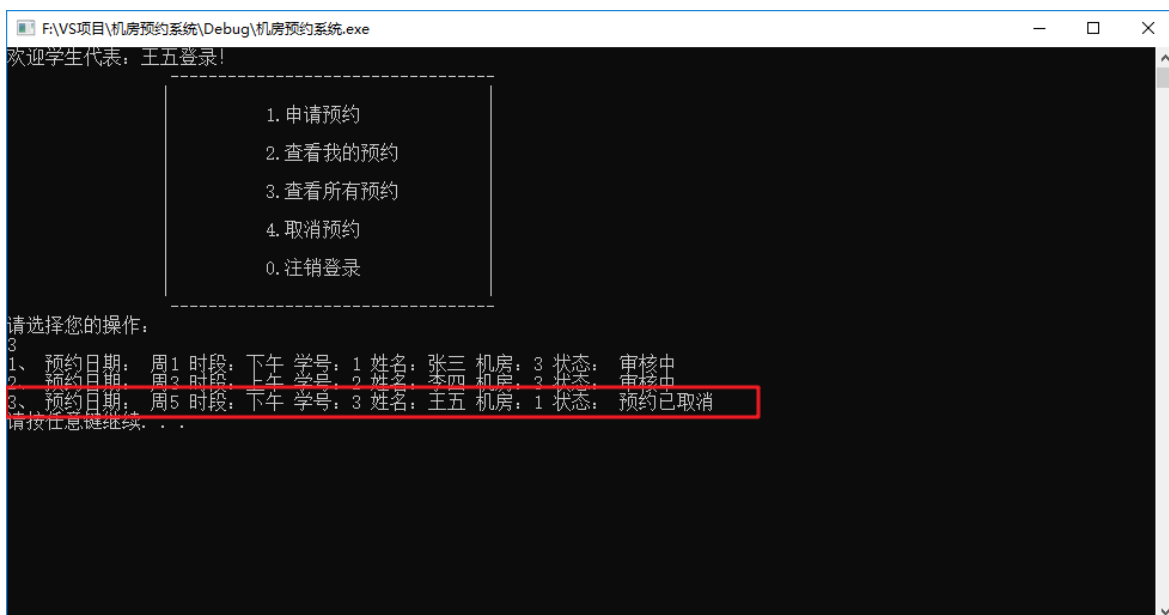 F:\VS项目\机房预约系统\Debug\机房预约系统.exe
欢迎学生代表：王五登录！
1.申请预约
2.查看我的预约
3.查看所有预约
4.取消预约
0.注销登录
请选择您的操作：
3
1、 预约日期： 周1 时段：下午 学号：1 姓名：张三 机房：3 状态： 审核中
2、 预约日期： 周3 时段：上午 学号：2 姓名：李四 机房：3 状态： 审核中
3、 预约日期： 周5 时段：下午 学号：3 姓名：王五 机房：1 状态： 预约已取消
请按任意键继续. . .